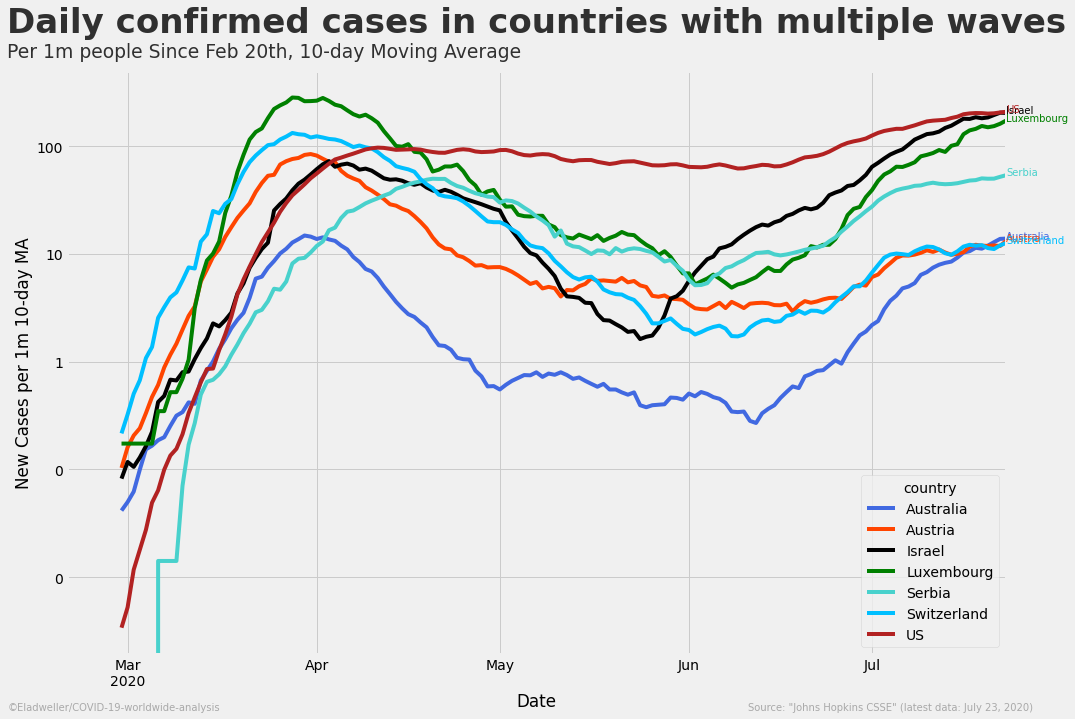 Daily confirmed cases in countries with multiple waves
Per 1m people Since Feb 20th, 10-day Moving Average
New Cases per 1m 10-day MA
100
10
1
0
0
US
Israel
Luxembourg
Serbia
Australia
Austria
Switzerland
country
Australia
Austria
Israel
Luxembourg
Serbia
Switzerland
US
Mar
2020
Apr
May
Jun
Jul
Date
©Eladweller/COVID-19-worldwide-analysis
Source: "Johns Hopkins CSSE" (latest data: July 23, 2020)